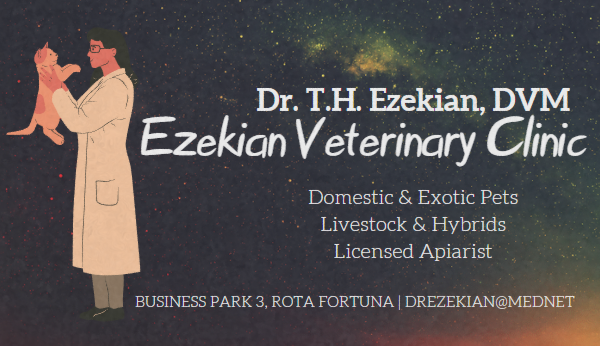 Dr. T.H. Ezekian, DVM
Ezekian Veterinary Clinic
Domestic & Exotic Pets
Livestock & Hybrids
Licensed Apiarist
BUSINESS PARK 3, ROTA FORTUNA | DREZEKIAN@MEDNET